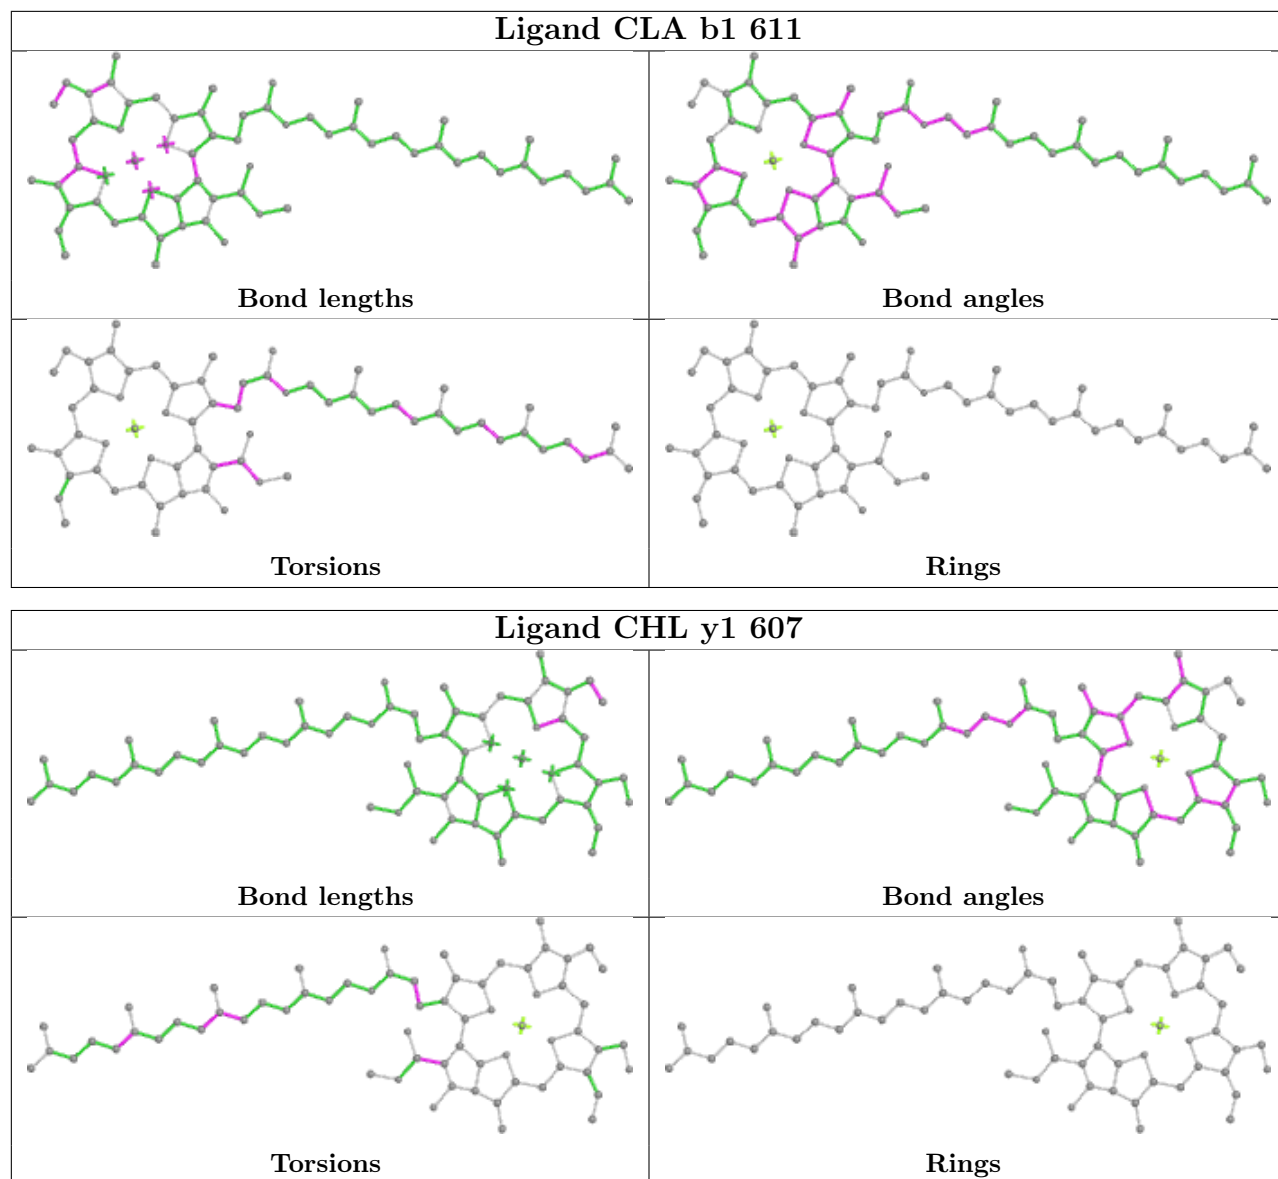 Ligand CLA b1 611
Bond lengths
Bond angles
Torsions
Rings
Ligand CHL y1 607
Bond lengths
Bond angles
Torsions
Rings